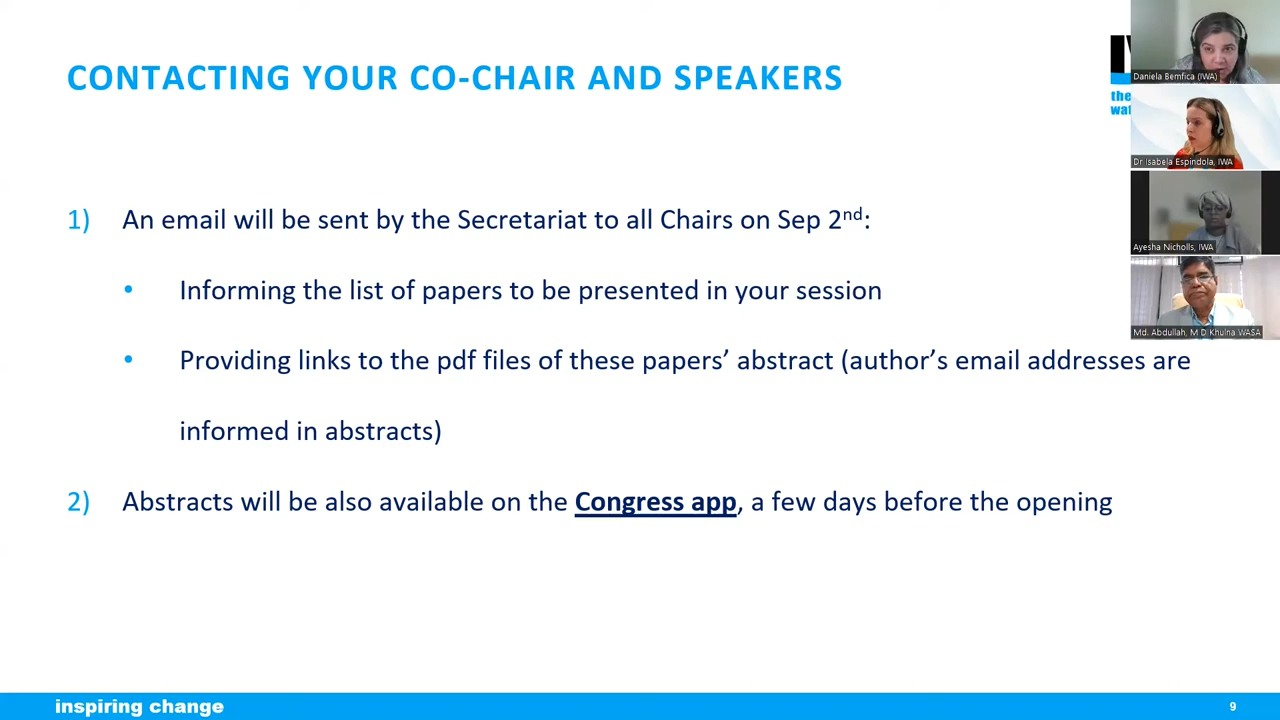 CONTACTING YOUR CO-CHAIR AND SPEAKERS
the
wat
Daniela Bemfica (IWA)
Dr Isabela Espindola, IWA
Ayesha Nicholls, IWA
Md. Abdullah, M D Khulna WASA
1) An email will be sent by the Secretariat to all Chairs on Sep 2nd:
• Informing the list of papers to be presented in your session
• Providing links to the pdf files of these papers’ abstract (author’s email addresses are
informed in abstracts)
2) Abstracts will be also available on the Congress app, a few days before the opening
inspiring change
9